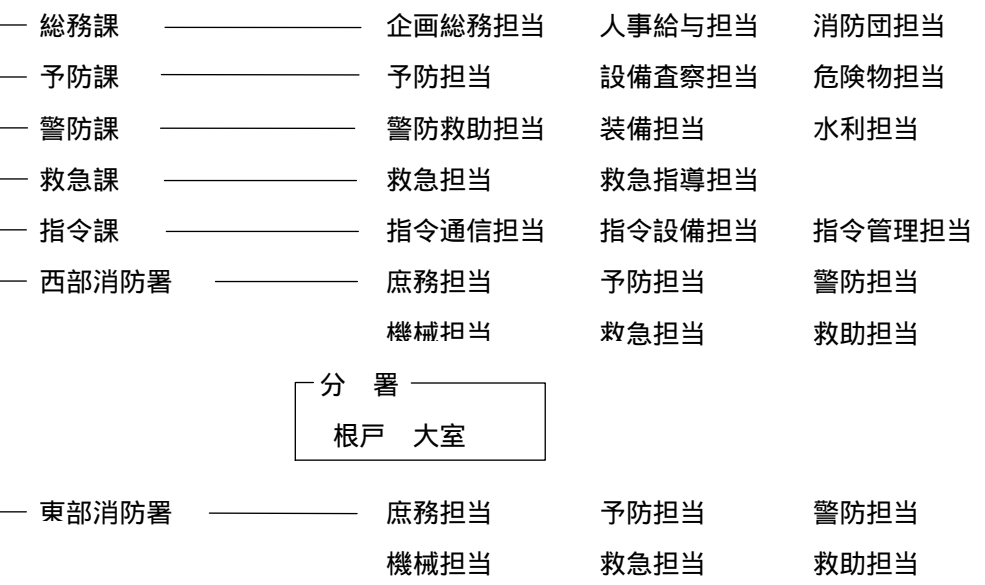 総務課 企画総務担当 人事給与担当 消防団担当
予防課 予防担当 設備査察担当 危険物担当
警防課 警防救助担当 装備担当 水利担当
救急課 救急担当 救急指導担当
指令課 指令通信担当 指令設備担当 指令管理担当
西部消防署 庶務担当 予防担当 警防担当
機械担当 救急担当 救助担当
分 署
根戸 大室
東部消防署 庶務担当 予防担当 警防担当
機械担当 救急担当 救助担当